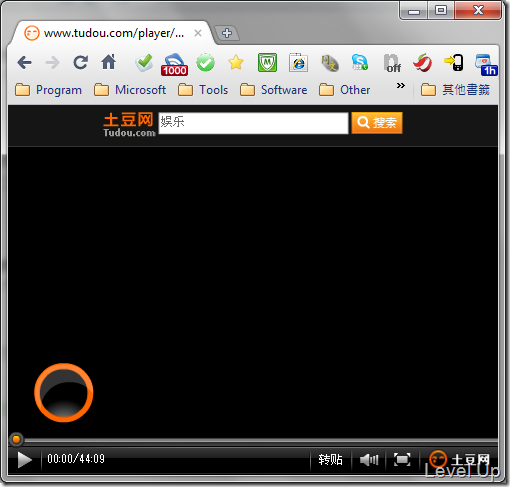 www.tudou.com/player/...
1000
off
1h
Program Microsoft Tools Software Other » 其他書籤
土豆网
Tudou.com
娱乐
搜索
00:00/44:09 转贴 土豆网
Level Up